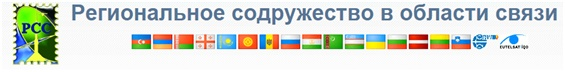 РСС
Региональное содружество в области связи
EUTELSAT IGO